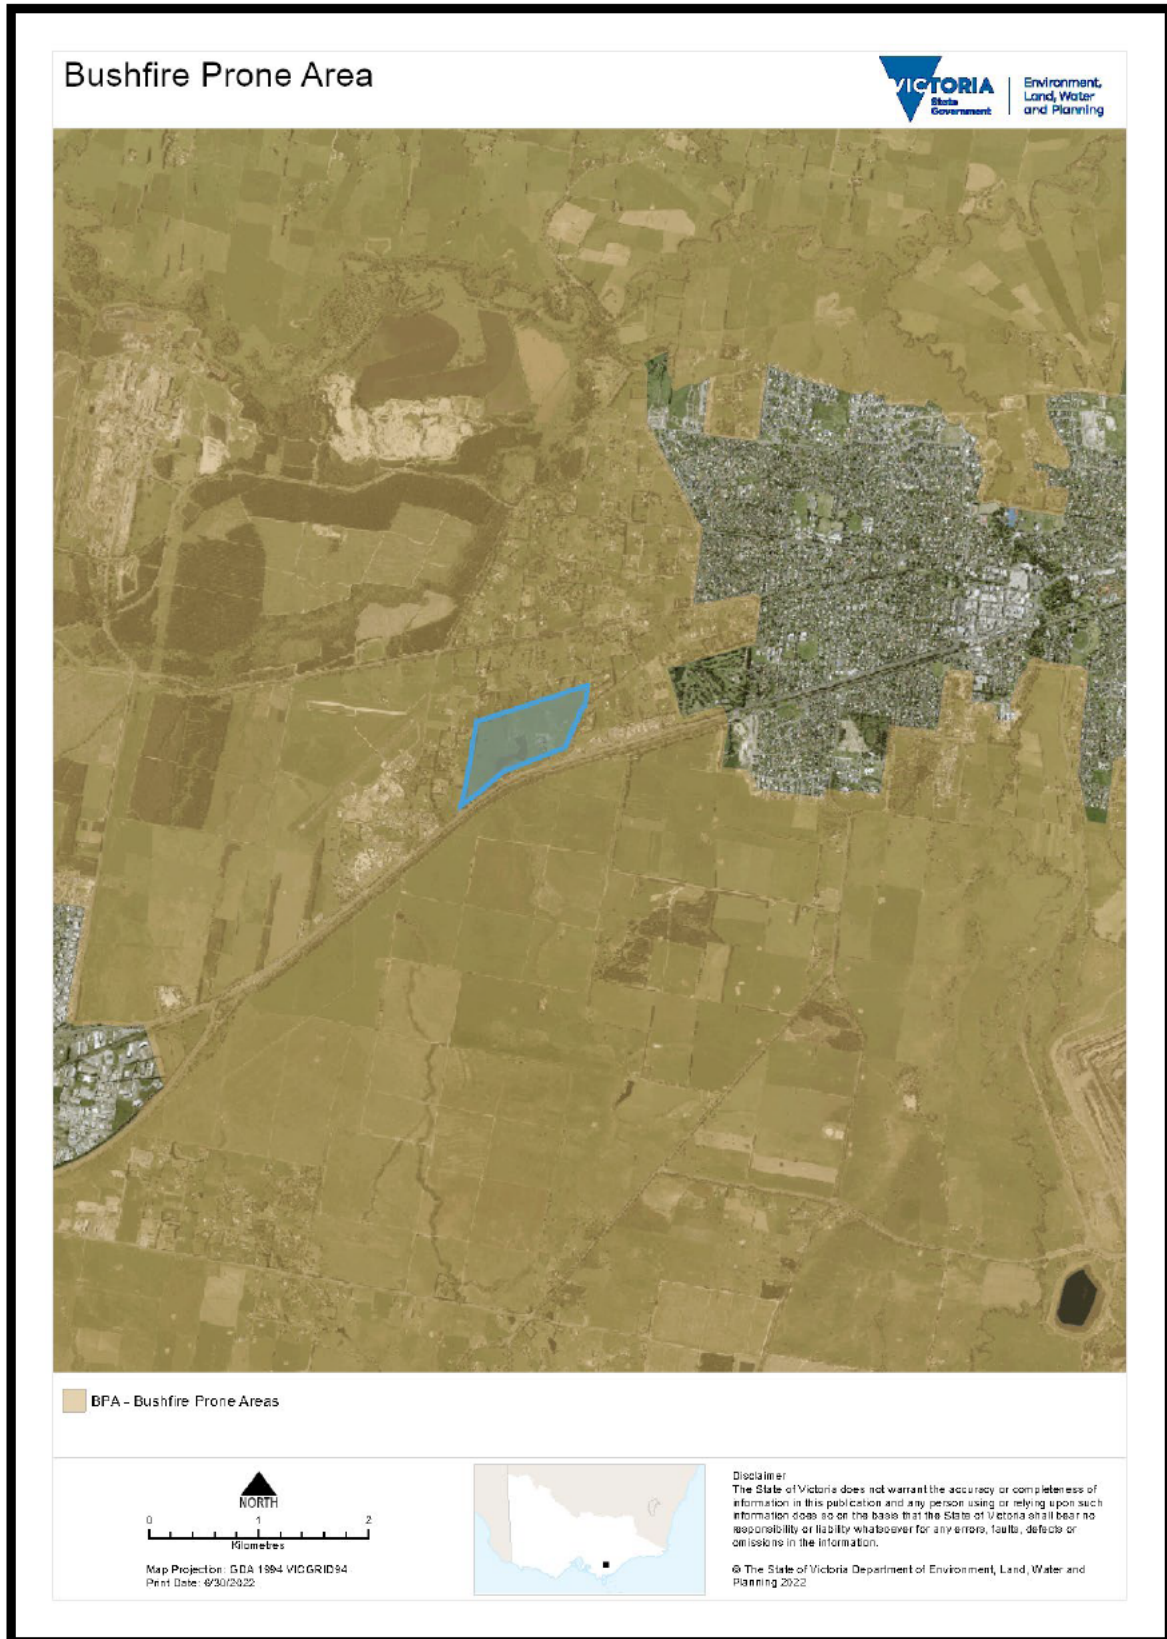 Bushfire Prone Area
VICTORIA
State
Government
Environment,
Land, Water
and Planning
BPA - Bushfire Prone Areas
NORTH
0 1 2
Kilometres
Map Projection: GDA 1994 VICGRID94
Print Date: 6/30/2022
Disclaimer
The State of Victoria does not warrant the accuracy or completeness of
information in this publication and any person using or relying upon such
information does so on the basis that the State of Victoria shall bear no
responsibility or liability whatsoever for any errors, faults, defects or
omissions in the information.
© The State of Victoria Department of Environment, Land, Water and
Planning 2022